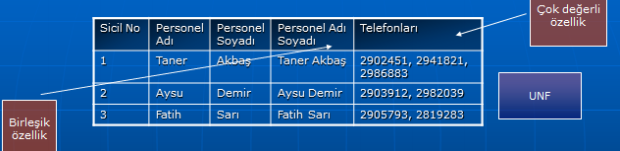 Çok değerli
özellik
Sicil No Personel Adı Personel Soyadı Personel Adı Soyadı Telefonları
1 Taner Akbaş Taner Akbaş 2902451, 2941821,
2986883
2 Aysu Demir Aysu Demir 2903912, 2982039
3 Fatih Sarı Fatih Sarı 2905793, 2819283
UNF
Birleşik
özellik